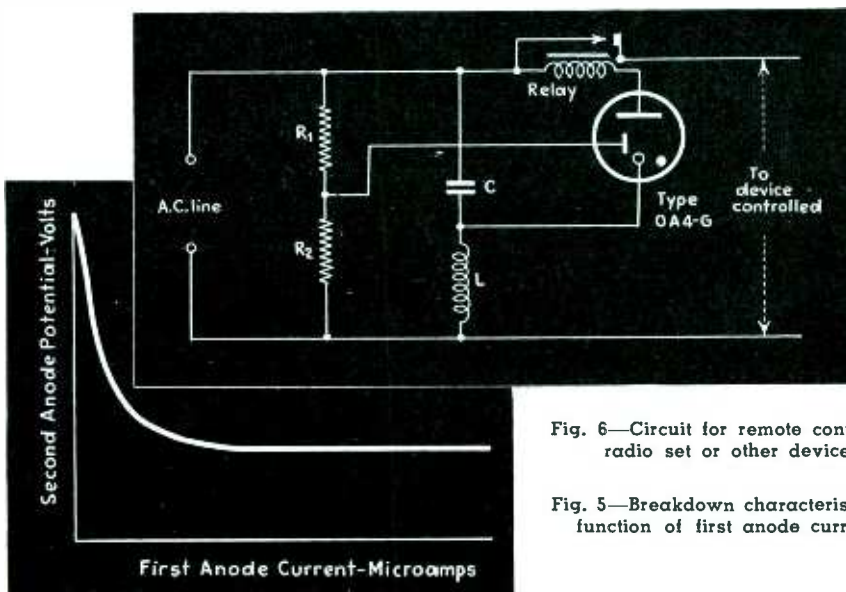 Relay
R1
C
A.C. line
Type
0A4-G
To
device
controlled
R2
L
Second Anode Potential-Volts
First Anode Current-Microamps
Fig. 6—Circuit for remote con
radio set or other device
Fig. 5—Breakdown characteris
function of first anode curr